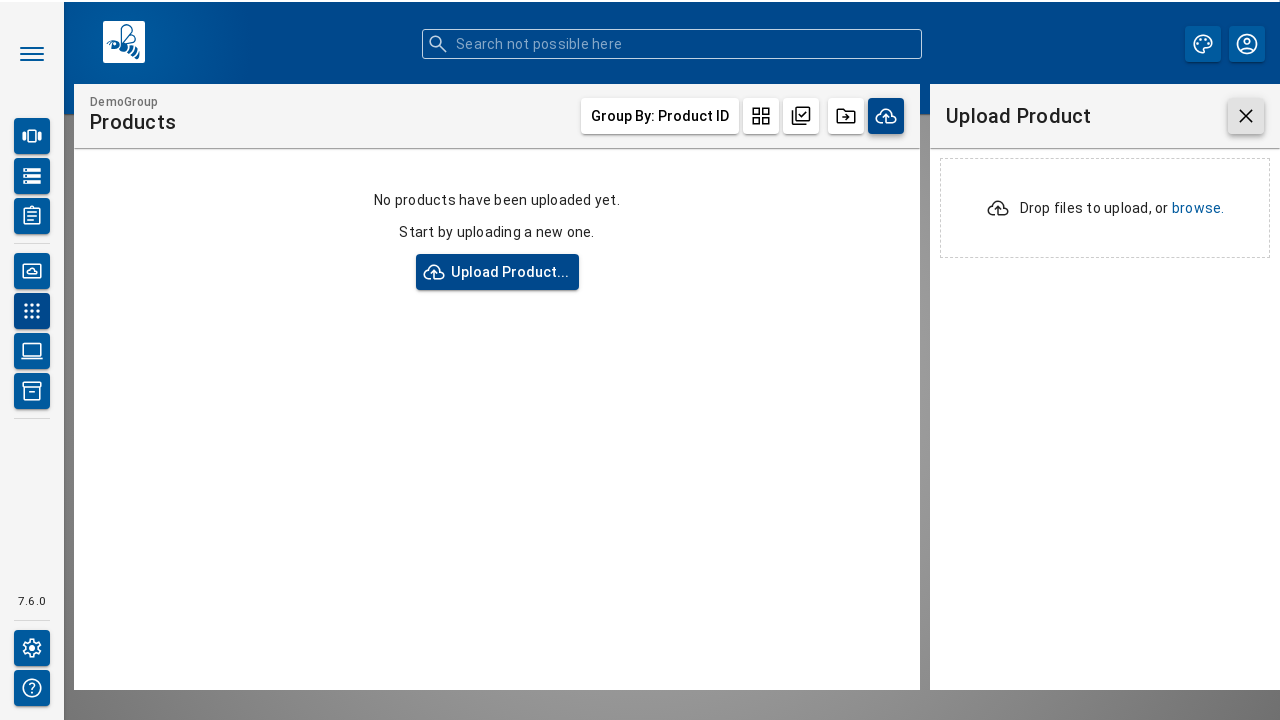 Search not possible here
DemoGroup
Products
Group By: Product ID
Upload Product
No products have been uploaded yet.
Start by uploading a new one.
Upload Product...
Drop files to upload, or browse.
7.6.0